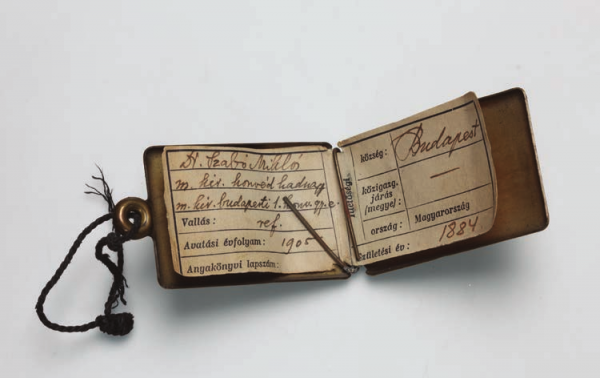 Dr. Szabó Miklós
m. kir. honvéd hadnagy
m. kir. budapesti 1. honv. gy. e.
Vallás: ref.
Avatási évfolyam: 1905
Anyakönyvi lapszám:
község: Budapest
közigazg. járás (megye): —
ország: Magyarország
Születési év: 1884